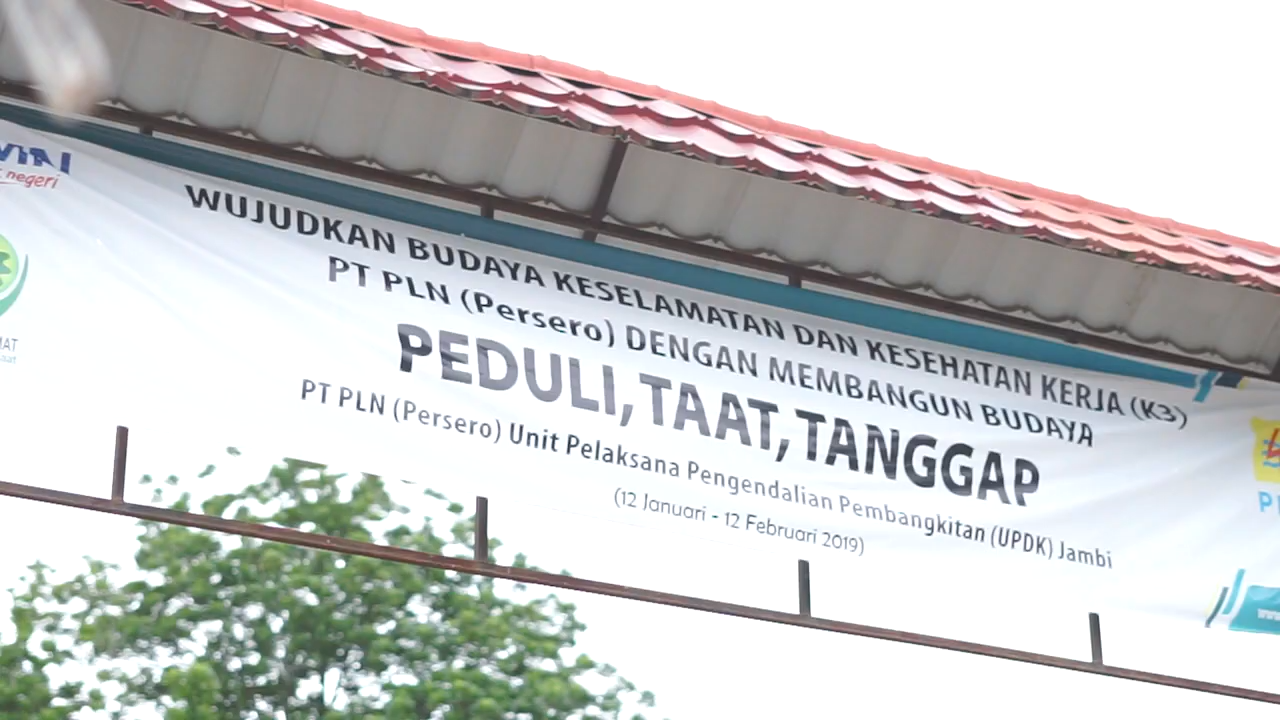 negeri
WUJUDKAN BUDAYA KESELAMATAN DAN KESEHATAN KERJA (K3)
PT PLN (Persero) DENGAN MEMBANGUN BUDAYA
PEDULI, TAAT, TANGGAP
PT PLN (Persero) Unit Pelaksana Pengendalian Pembangkitan (UPDK) Jambi
(12 Januari - 12 Februari 2019)